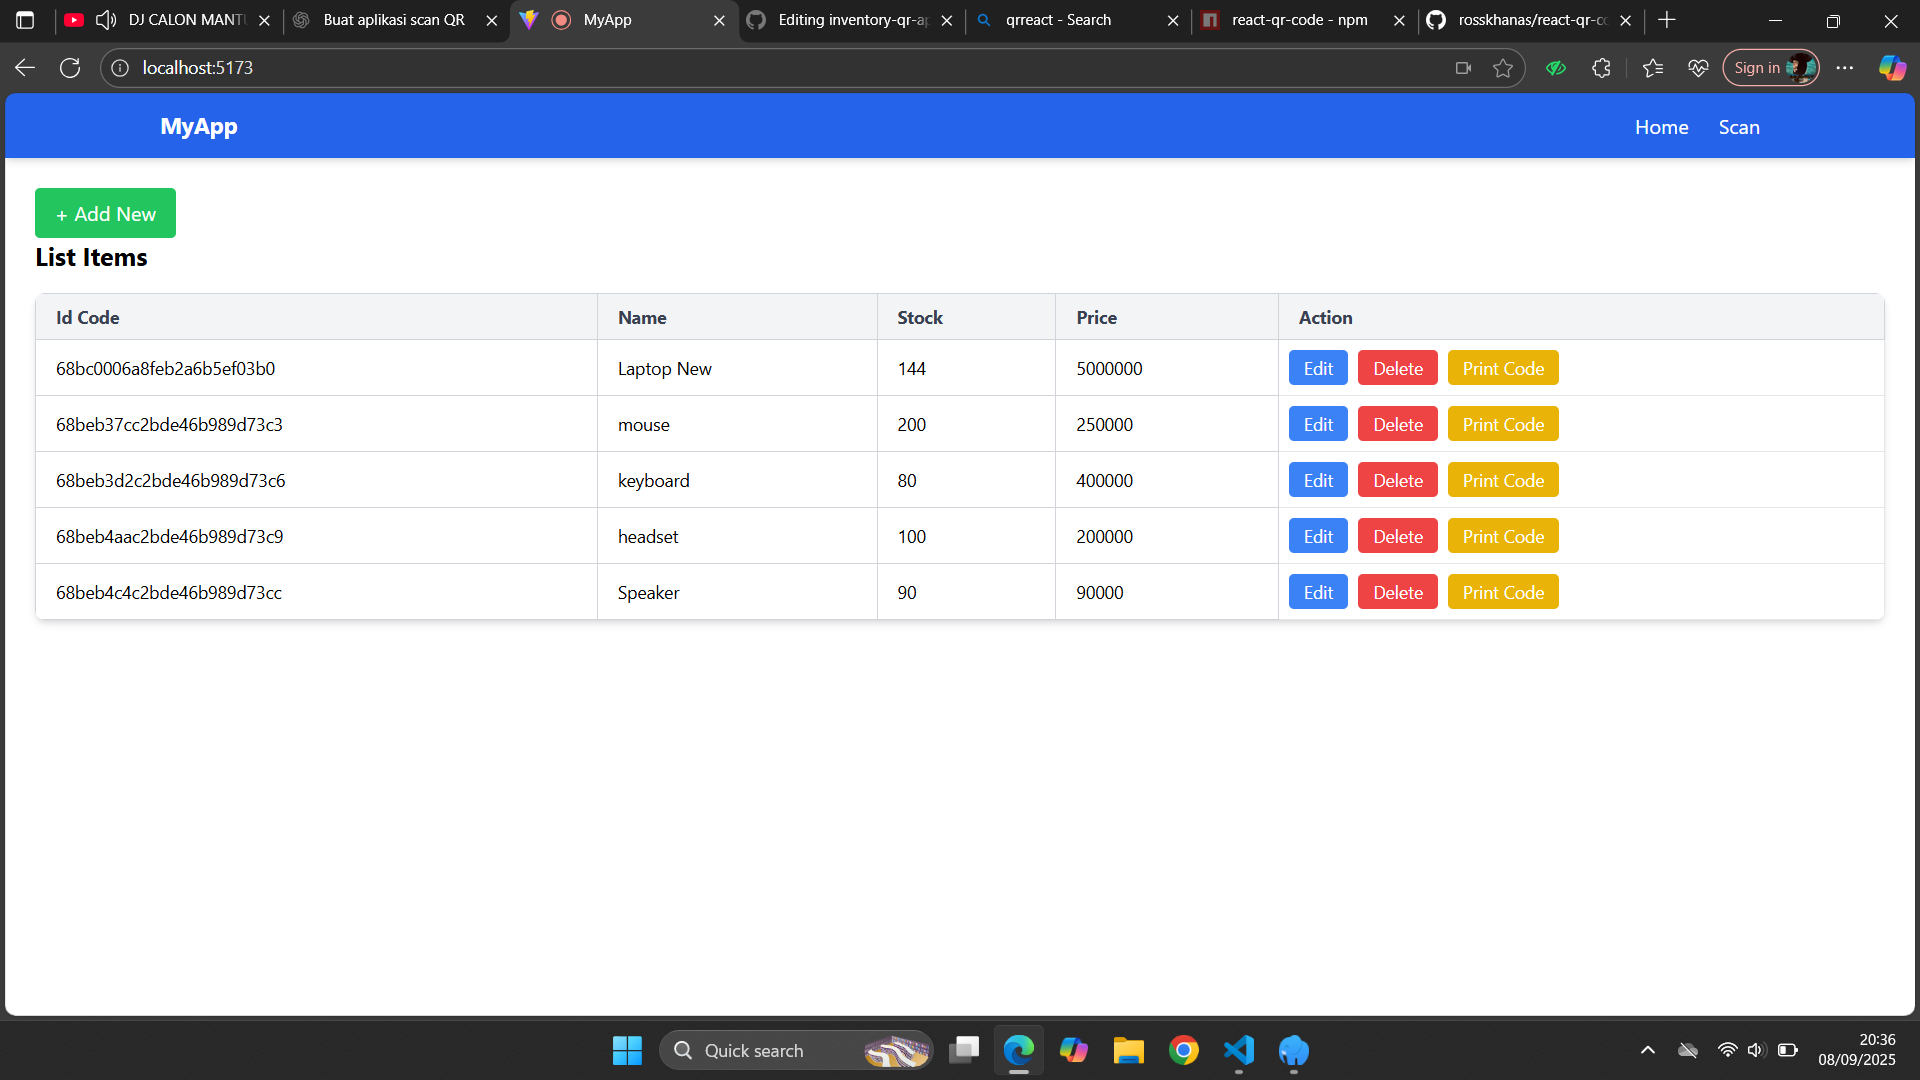 DJ CALON MANTU
Buat aplikasi scan QR
MyApp
Editing inventory-qr-ap
qrreact - Search
react-qr-code - npm
rosskhanas/react-qr-co
localhost:5173
Sign in
MyApp
Home
Scan
+ Add New
List Items
Id Code Name Stock Price Action
68bc0006a8feb2a6b5ef03b0 Laptop New 144 5000000 Edit Delete Print Code
68beb37cc2bde46b989d73c3 mouse 200 250000 Edit Delete Print Code
68beb3d2c2bde46b989d73c6 keyboard 80 400000 Edit Delete Print Code
68beb4aac2bde46b989d73c9 headset 100 200000 Edit Delete Print Code
68beb4c4c2bde46b989d73cc Speaker 90 90000 Edit Delete Print Code
Quick search
20:36
08/09/2025